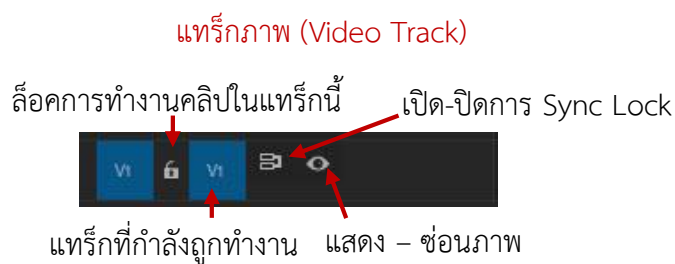 แทร็กภาพ (Video Track)
ล็อคการทำงานคลิปในแทร็กนี้
เปิด-ปิดการ Sync Lock
V1 V1
แทร็กที่กำลังถูกทำงาน
แสดง – ซ่อนภาพ